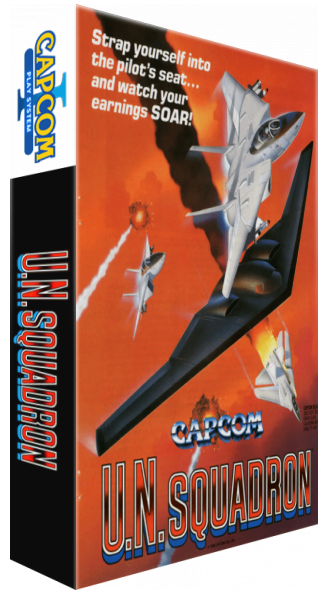 Strap yourself into
the pilot's seat...
and watch your
earnings SOAR!
CAPCOM
U.N. SQUADRON
I
CAPCOM
PLAY SYSTEM
U.N. SQUADRON